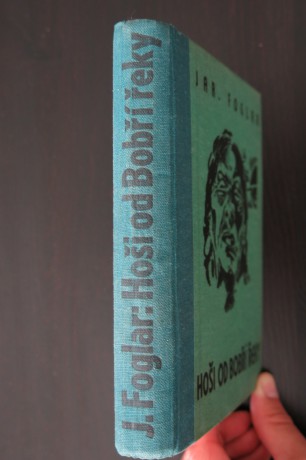 J. Foglar: Hoši od Bobří řeky
JAR. FOGLAR
HOŠI OD BOBŘÍ ŘEKY